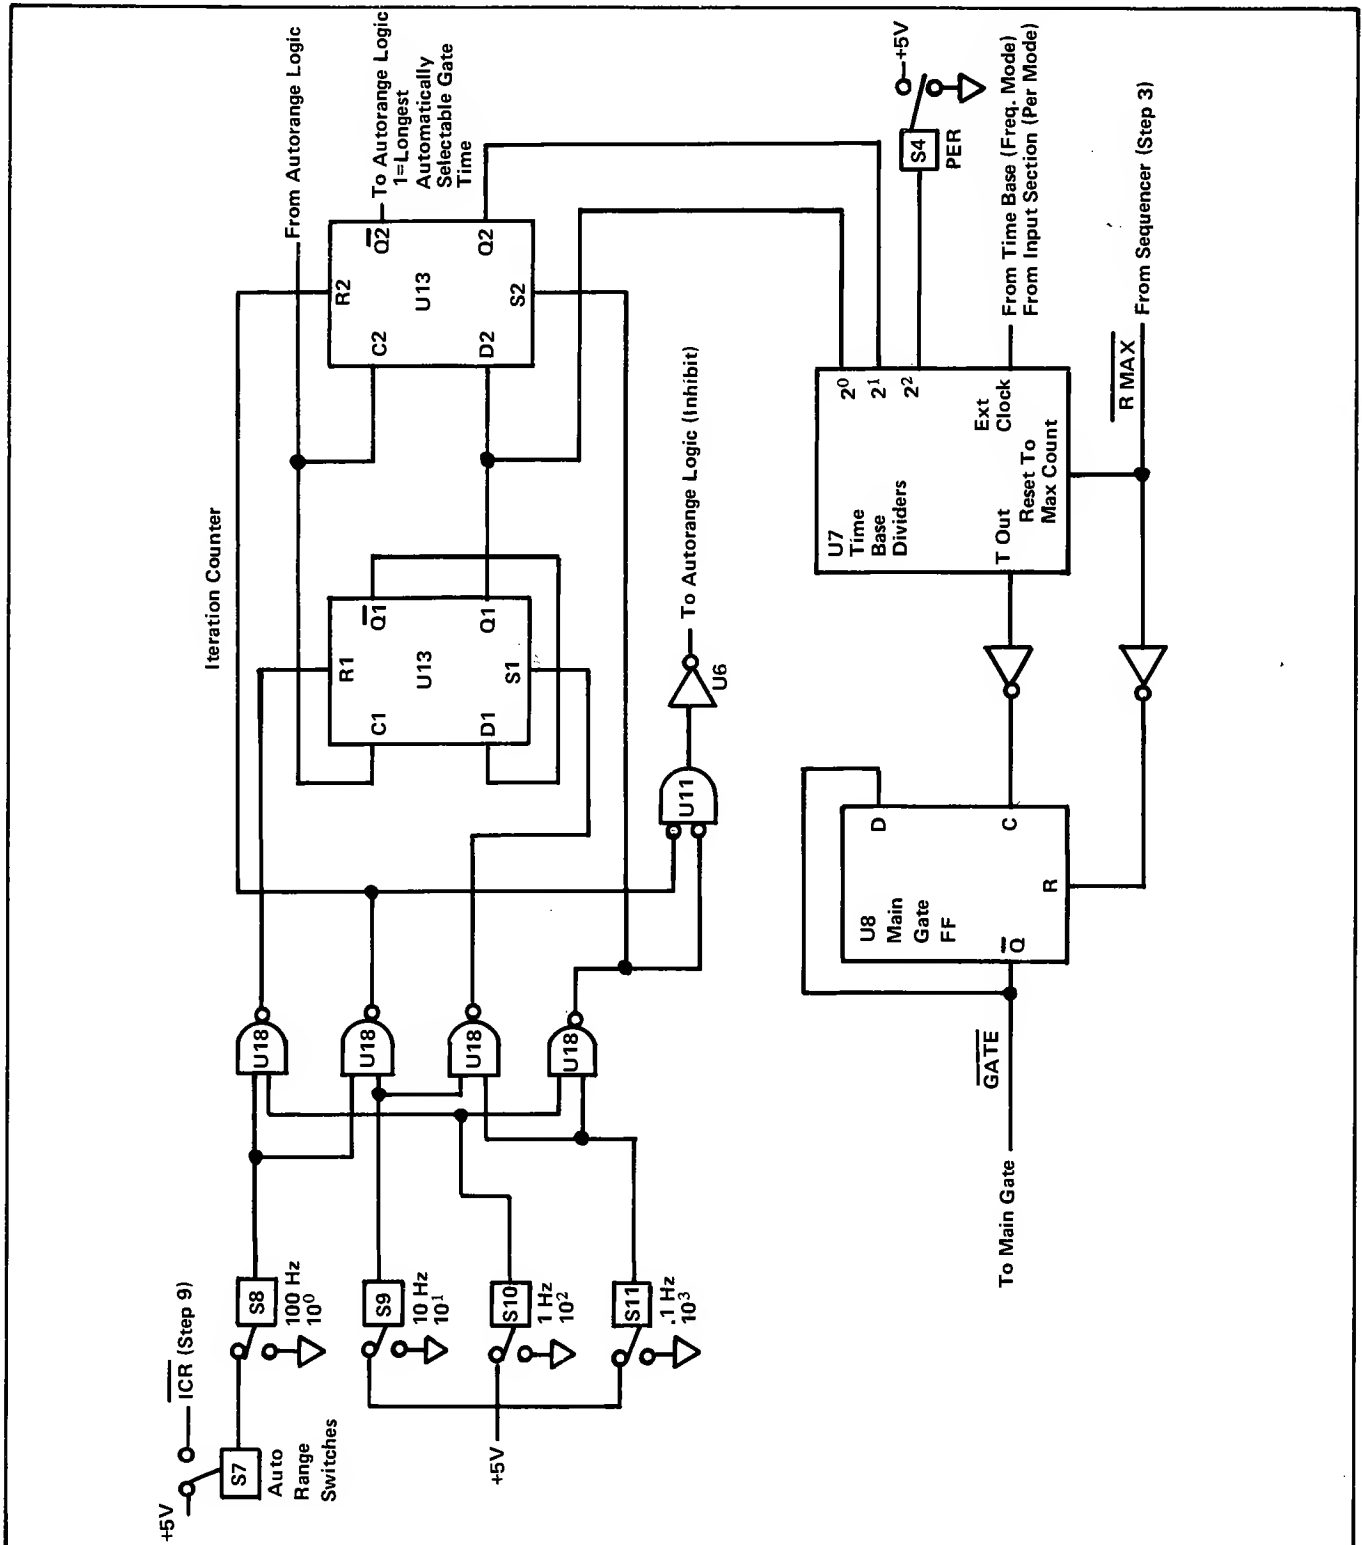 From Autorange Logic
To Autorange Logic
1=Longest
Automatically
Selectable Gate
Time
+5V
S4
PER
From Time Base (Freq. Mode)
From Input Section (Per Mode)
From Sequencer (Step 3)
R MAX
Iteration Counter
R2
Q2
C2
U13
D2
S2
Q2
R1
Q1
C1
U13
D1
S1
Q1
To Autorange Logic (Inhibit)
U6
U11
2⁰
2¹
2²
Ext
Clock
Reset To
Max Count
T Out
U7
Time
Base
Dividers
D
C
R
Q
U8
Main
Gate
FF
GATE
To Main Gate
U18
U18
U18
U18
ICR (Step 9)
+5V
S7
Auto
Range
Switches
S8
100 Hz
10⁰
S9
10 Hz
10¹
S10
1 Hz
10²
S11
.1 Hz
10³
+5V